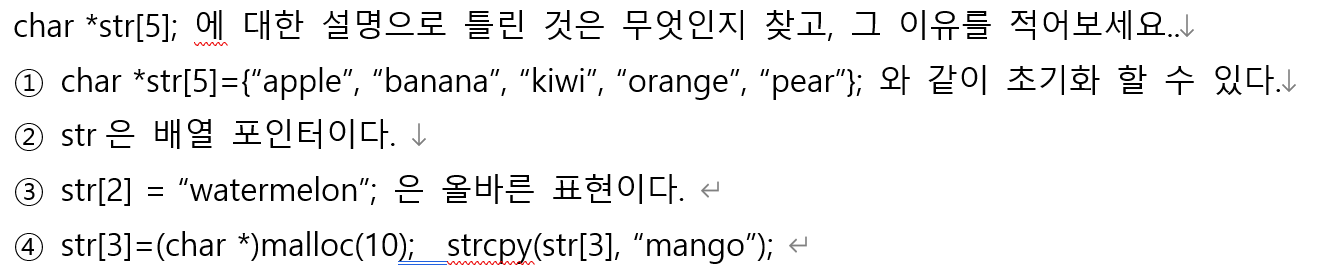 char *str[5]; 에 대한 설명으로 틀린 것은 무엇인지 찾고, 그 이유를 적어보세요..↓
① char *str[5]={“apple”, “banana”, “kiwi”, “orange”, “pear”}; 와 같이 초기화 할 수 있다.↓
② str은 배열 포인터이다. ↓
③ str[2] = “watermelon”; 은 올바른 표현이다. ↵
④ str[3]=(char *)malloc(10);   strcpy(str[3], “mango”); ↵